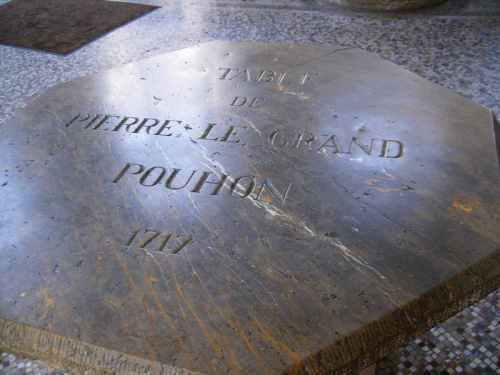 TABLE
DE
PIERRE·LE GRAND
POUHON
1717